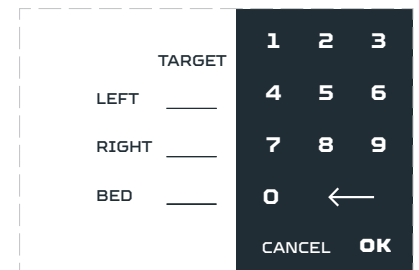 TARGET
LEFT
RIGHT
BED
1 2 3
4 5 6
7 8 9
0
CANCEL OK